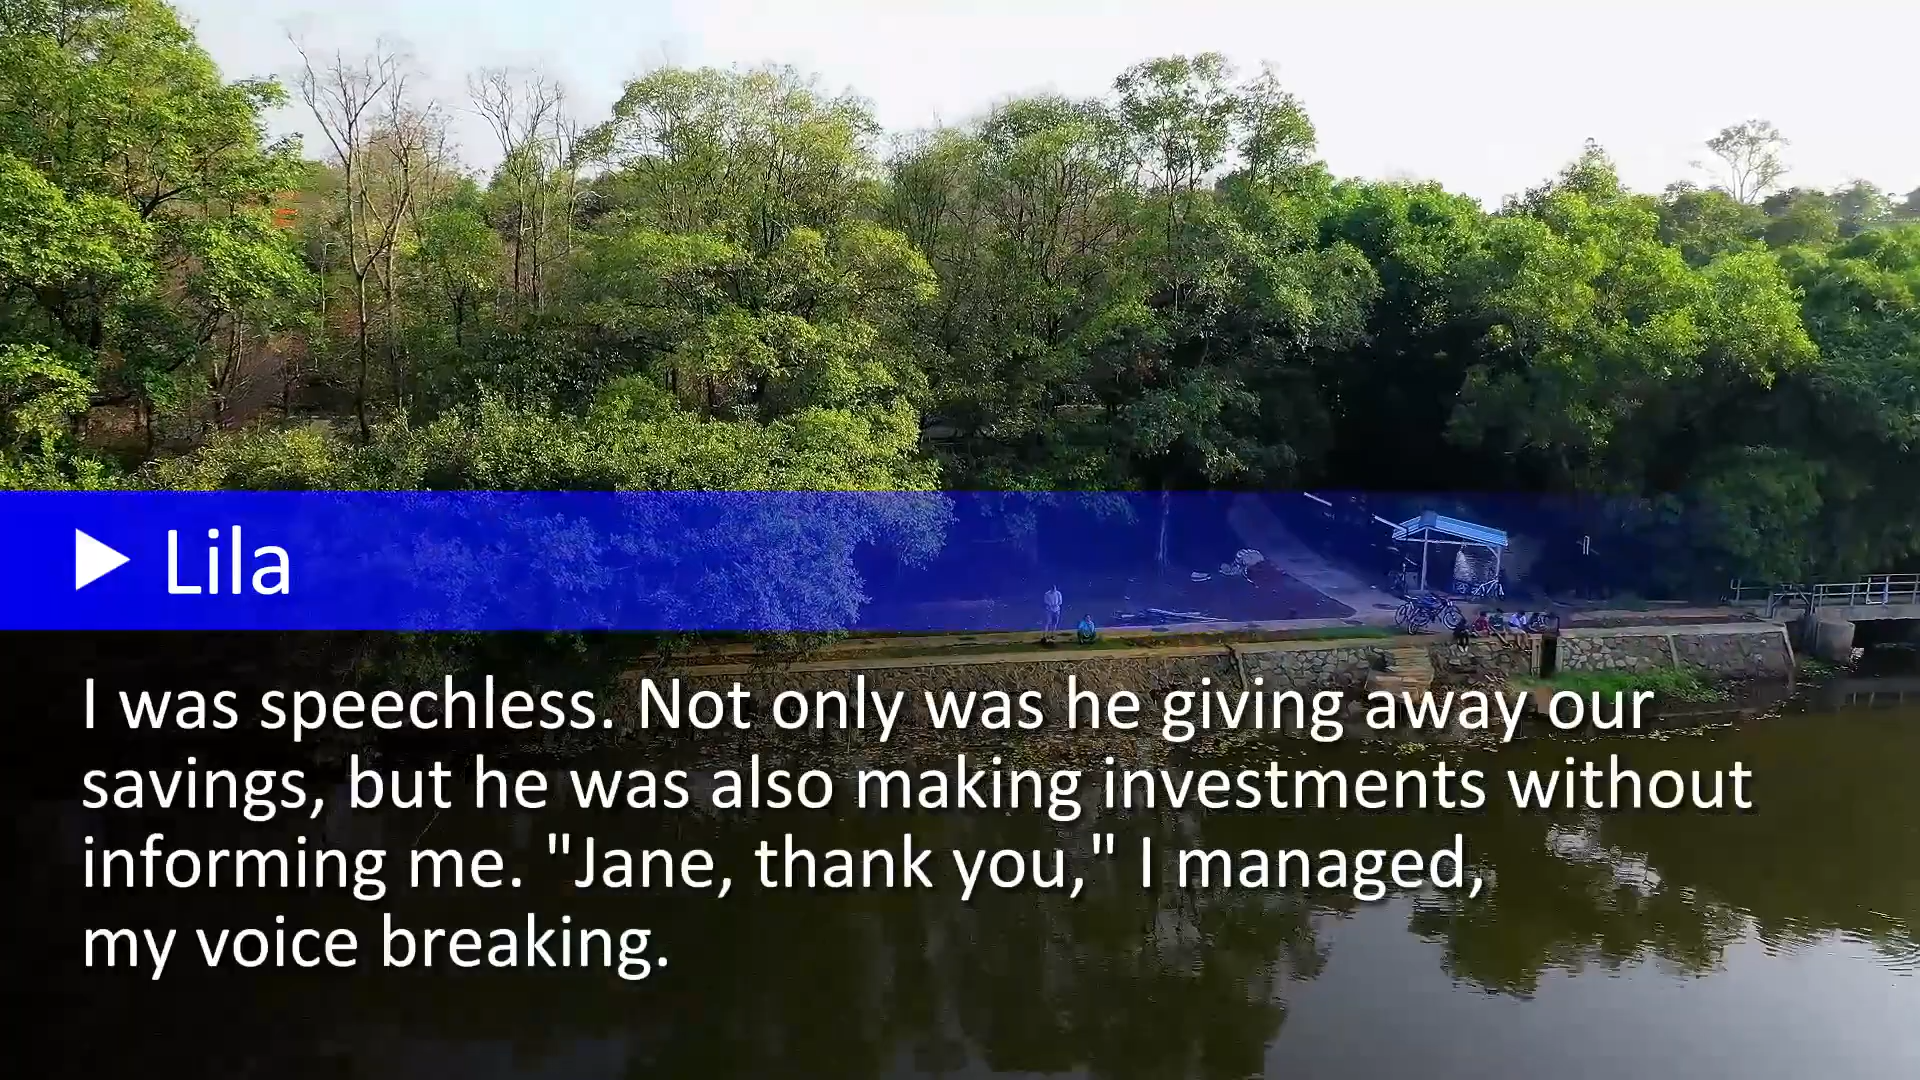 Lila
I was speechless. Not only was he giving away our
savings, but he was also making investments without
informing me. "Jane, thank you," I managed,
my voice breaking.